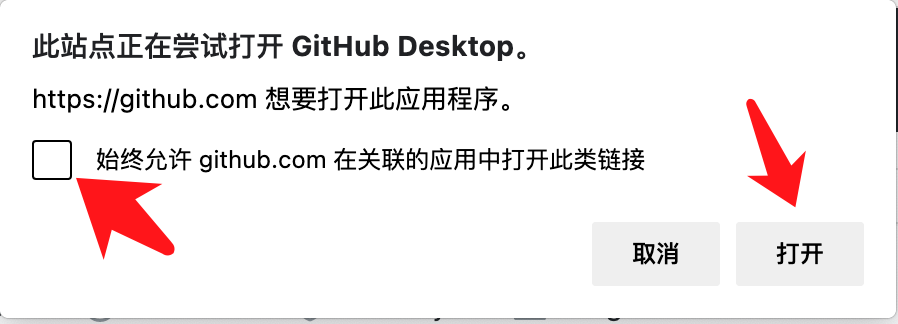 此站点正在尝试打开 GitHub Desktop。
https://github.com 想要打开此应用程序。
始终允许 github.com 在关联的应用中打开此类链接
取消
打开